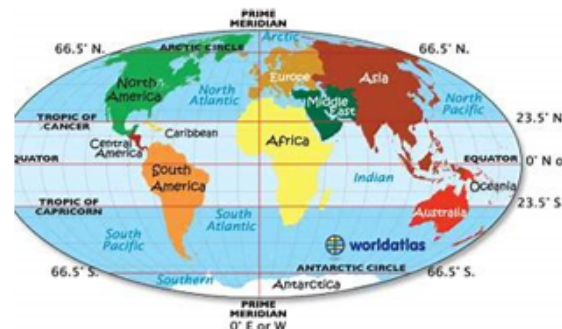 PRIME
MERIDIAN
Arctic
66.5° N.
ARCTIC CIRCLE
66.5° N.
North
America
Europe
Asia
North
Atlantic
Middle
East
North
Pacific
TROPIC OF
CANCER
23.5° N
Caribbean
Central
America
Africa
QUATOR
EQUATOR
0° N o
South
America
Indian
Oceania
TROPIC OF
CAPRICORN
23.5° S
South
Atlantic
Australia
South
Pacific
worldatlas
66.5° S.
Southern
ANTARCTIC CIRCLE
66.5° S.
Antarctica
PRIME
MERIDIAN
0° E or W